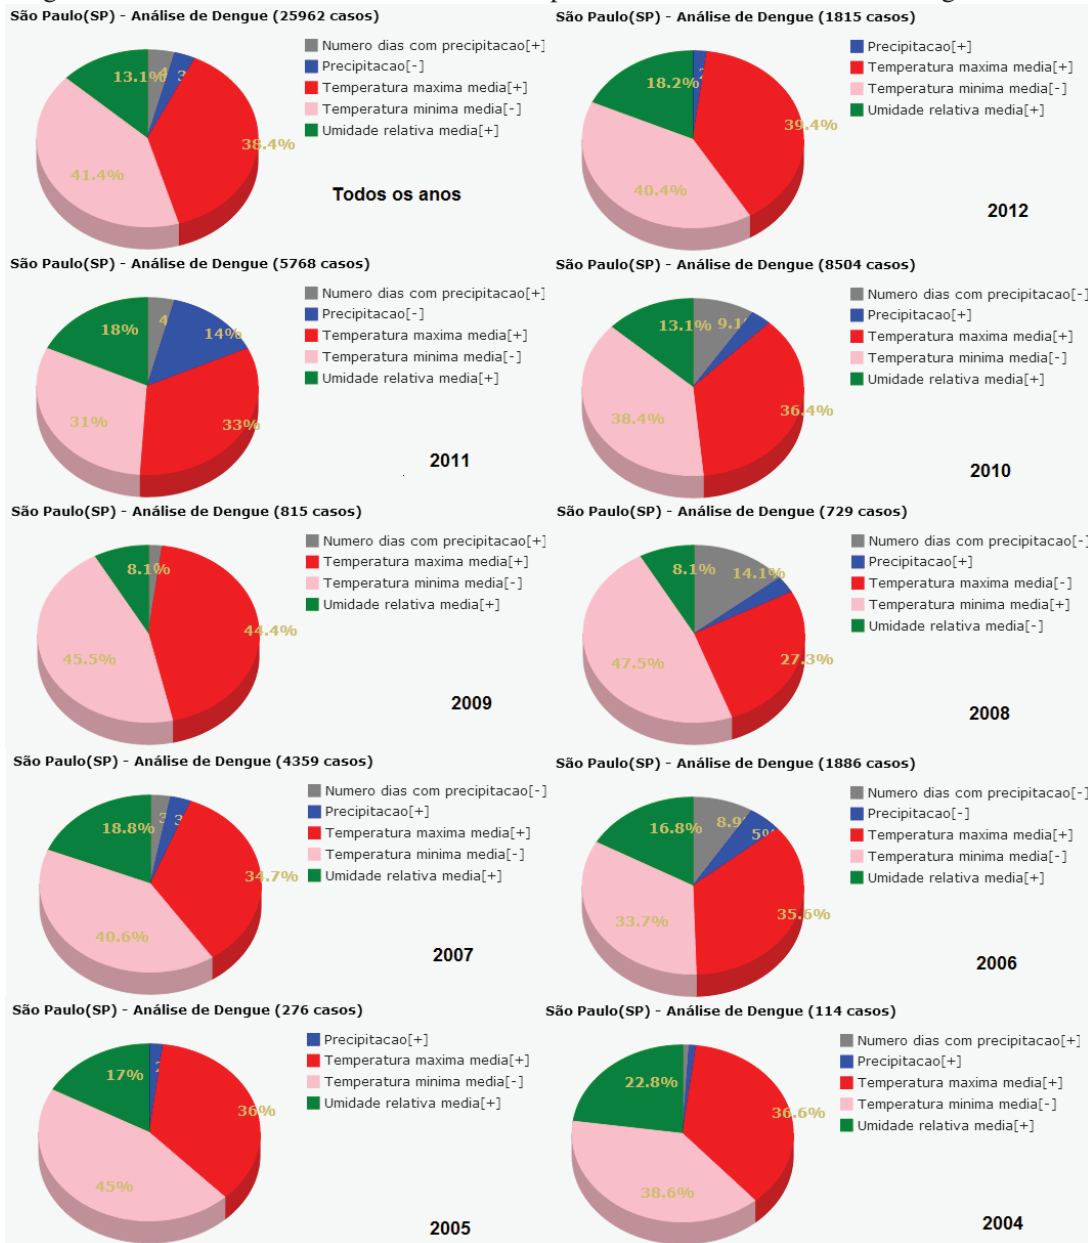 São Paulo(SP) - Análise de Dengue (25962 casos)
Numero dias com precipitacao[+]
Precipitacao[-]
Temperatura maxima media[+]
Temperatura minima media[-]
Umidade relativa media[+]
13.1%
4
3
38.4%
41.4%
Todos os anos
São Paulo(SP) - Análise de Dengue (1815 casos)
Precipitacao[+]
Temperatura maxima media[+]
Temperatura minima media[-]
Umidade relativa media[+]
18.2%
2
39.4%
40.4%
2012
São Paulo(SP) - Análise de Dengue (5768 casos)
Numero dias com precipitacao[+]
Precipitacao[-]
Temperatura maxima media[+]
Temperatura minima media[-]
Umidade relativa media[+]
18%
4
14%
33%
31%
2011
São Paulo(SP) - Análise de Dengue (8504 casos)
Numero dias com precipitacao[-]
Precipitacao[+]
Temperatura maxima media[+]
Temperatura minima media[-]
Umidade relativa media[+]
13.1%
9.1
36.4%
38.4%
2010
São Paulo(SP) - Análise de Dengue (815 casos)
Numero dias com precipitacao[+]
Temperatura maxima media[+]
Temperatura minima media[-]
Umidade relativa media[+]
8.1%
44.4%
45.5%
2009
São Paulo(SP) - Análise de Dengue (729 casos)
Numero dias com precipitacao[-]
Precipitacao[+]
Temperatura maxima media[-]
Temperatura minima media[+]
Umidade relativa media[-]
8.1%
14.1%
27.3%
47.5%
2008
São Paulo(SP) - Análise de Dengue (4359 casos)
Numero dias com precipitacao[-]
Precipitacao[+]
Temperatura maxima media[+]
Temperatura minima media[-]
Umidade relativa media[+]
18.8%
3
3
34.7%
40.6%
2007
São Paulo(SP) - Análise de Dengue (1886 casos)
Numero dias com precipitacao[-]
Precipitacao[-]
Temperatura maxima media[+]
Temperatura minima media[-]
Umidade relativa media[+]
16.8%
8.9
5%
35.6%
33.7%
2006
São Paulo(SP) - Análise de Dengue (276 casos)
Precipitacao[+]
Temperatura maxima media[+]
Temperatura minima media[-]
Umidade relativa media[+]
17%
2
36%
45%
2005
São Paulo(SP) - Análise de Dengue (114 casos)
Numero dias com precipitacao[+]
Precipitacao[+]
Temperatura maxima media[+]
Temperatura minima media[-]
Umidade relativa media[+]
22.8%
36.6%
38.6%
2004